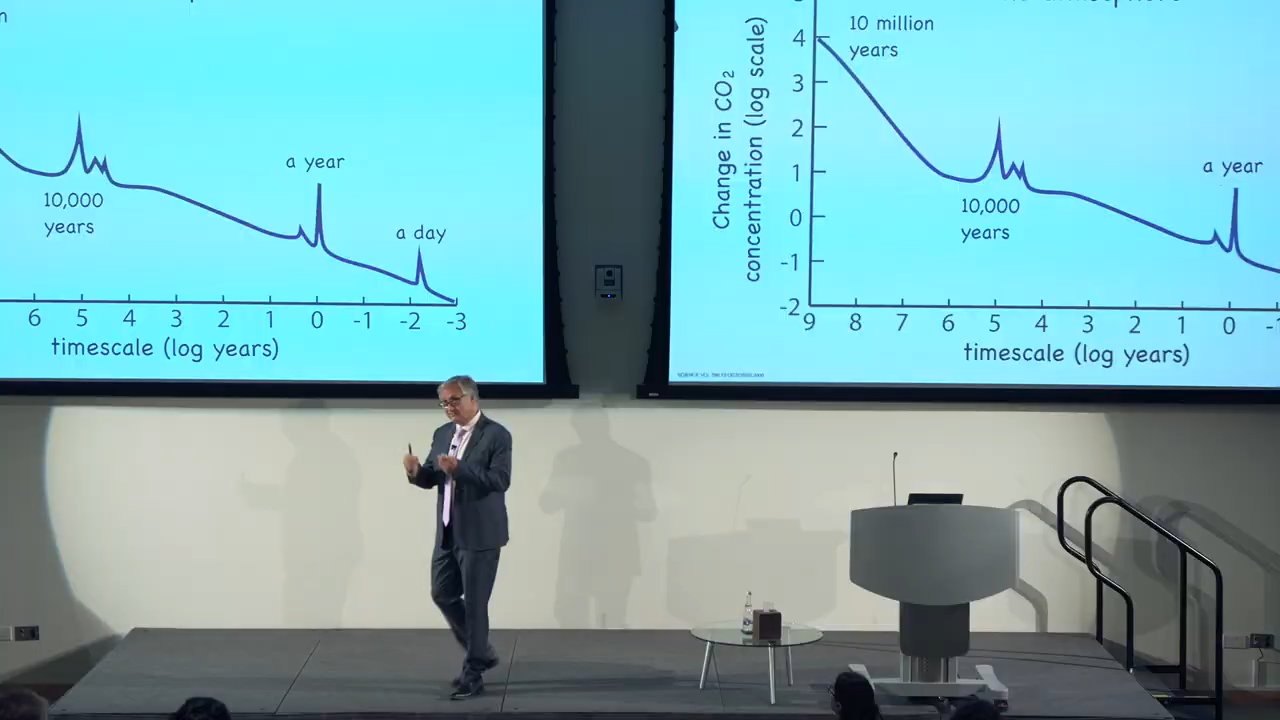 10,000
years
a year
a day
6 5 4 3 2 1 0 -1 -2 -3
timescale (log years)
Change in CO₂
concentration (log scale)
10 million
years
4
3
2
1
0
-1
-2
10,000
years
a year
9 8 7 6 5 4 3 2 1 0
timescale (log years)